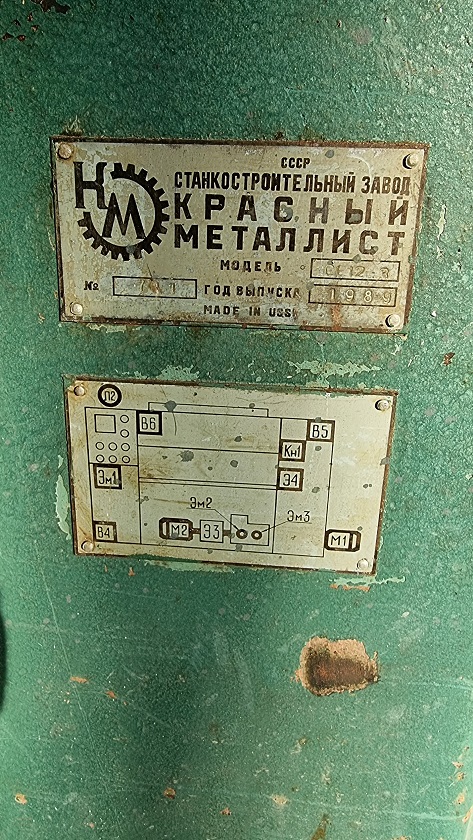 КМ
СССР
СТАНКОСТРОИТЕЛЬНЫЙ ЗАВОД
КРАСНЫЙ
МЕТАЛЛИСТ
МОДЕЛЬ
№ ГОД ВЫПУСКА 1989
MADE IN USSR
Л2
В6
В5
Кн1
Эм1
Э4
Эм2
Эм3
В4
М2
Э3
М1